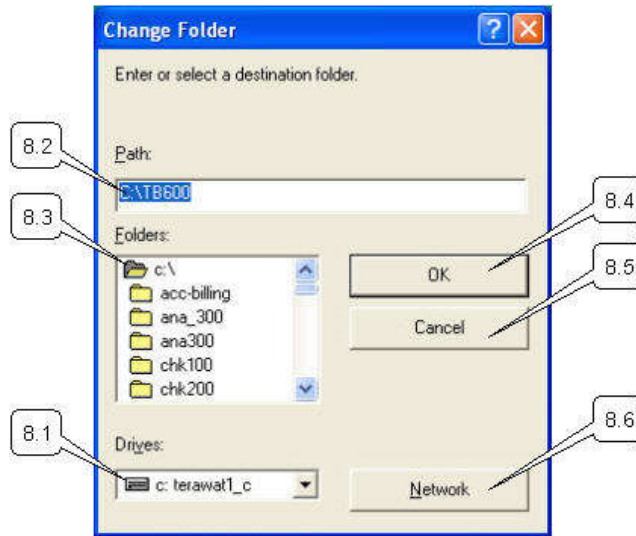 Change Folder
Enter or select a destination folder.
8.2
Path:
C:\TB600
8.3
Folders:
8.4
c:\
acc-billing
ana_300
ana300
chk100
chk200
OK
8.5
Cancel
8.1
Drives:
8.6
c: terawat1_c
Network